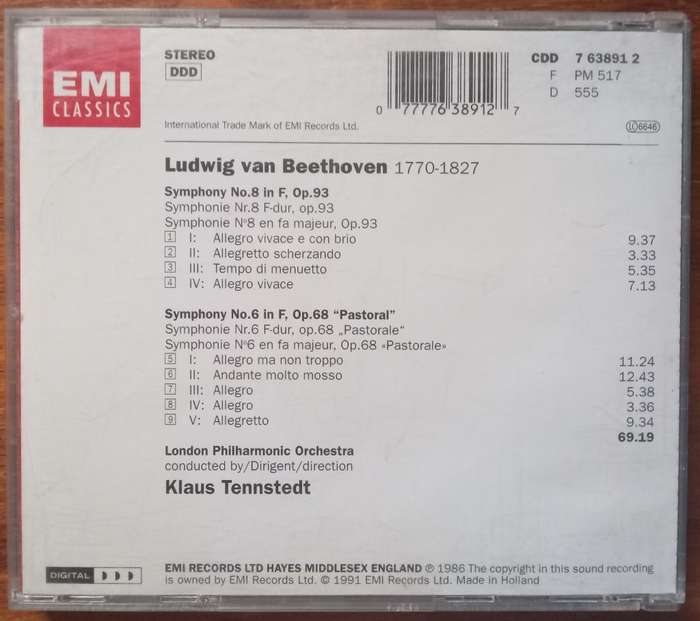 EMI
CLASSICS
STEREO
DDD
0 77776 38912 7
CDD 7 63891 2
F PM 517
D 555
International Trade Mark of EMI Records Ltd.
LC 6646
Ludwig van Beethoven 1770-1827
Symphony No.8 in F, Op.93
Symphonie Nr.8 F-dur, op.93
Symphonie Nº8 en fa majeur, Op.93
1 I: Allegro vivace e con brio 9.37
2 II: Allegretto scherzando 3.33
3 III: Tempo di menuetto 5.35
4 IV: Allegro vivace 7.13
Symphony No.6 in F, Op.68 “Pastoral”
Symphonie Nr.6 F-dur, op.68 „Pastorale“
Symphonie Nº6 en fa majeur, Op.68 «Pastorale»
5 I: Allegro ma non troppo 11.24
6 II: Andante molto mosso 12.43
7 III: Allegro 5.38
8 IV: Allegro 3.36
9 V: Allegretto 9.34
69.19
London Philharmonic Orchestra
conducted by/Dirigent/direction
Klaus Tennstedt
DIGITAL
EMI RECORDS LTD HAYES MIDDLESEX ENGLAND ℗ 1986 The copyright in this sound recording
is owned by EMI Records Ltd. © 1991 EMI Records Ltd. Made in Holland